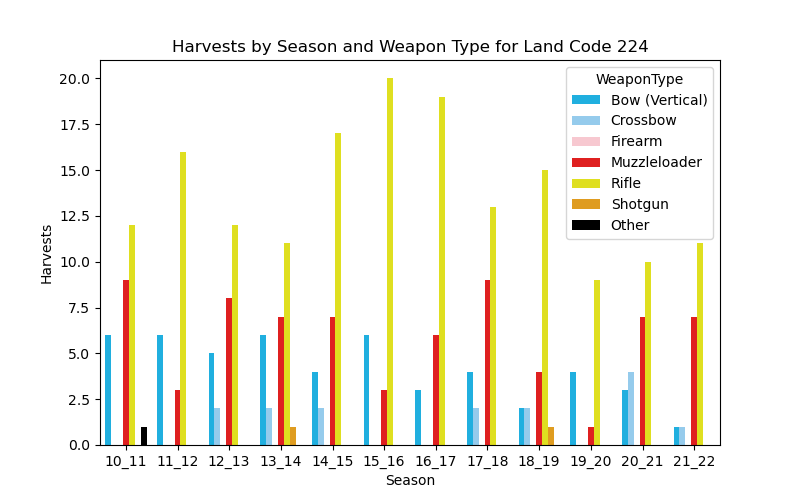 Harvests by Season and Weapon Type for Land Code 224
20.0
17.5
15.0
12.5
10.0
7.5
5.0
2.5
0.0
Harvests
WeaponType
Bow (Vertical)
Crossbow
Firearm
Muzzleloader
Rifle
Shotgun
Other
10_11 11_12 12_13 13_14 14_15 15_16 16_17 17_18 18_19 19_20 20_21 21_22
Season